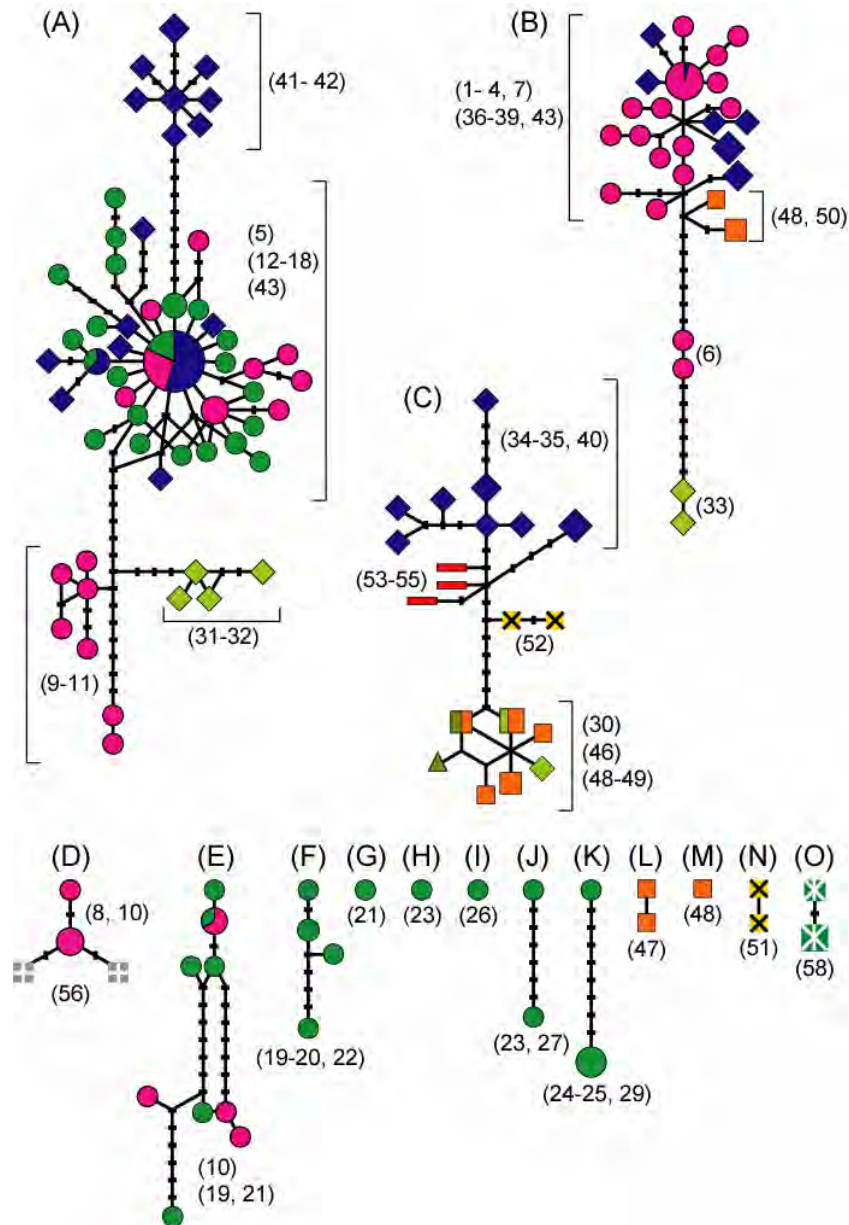 (A)
(41- 42)
(5)
(12-18)
(43)
(31-32)
(9-11)
(B)
(1- 4, 7)
(36-39, 43)
(48, 50)
(6)
(33)
(C)
(34-35, 40)
(53-55)
(52)
(30)
(46)
(48-49)
(D)
(8, 10)
(56)
(E)
(10)
(19, 21)
(F)
(19-20, 22)
(G)
(21)
(H)
(23)
(I)
(26)
(J)
(23, 27)
(K)
(24-25, 29)
(L)
(47)
(M)
(48)
(N)
(51)
(O)
(58)